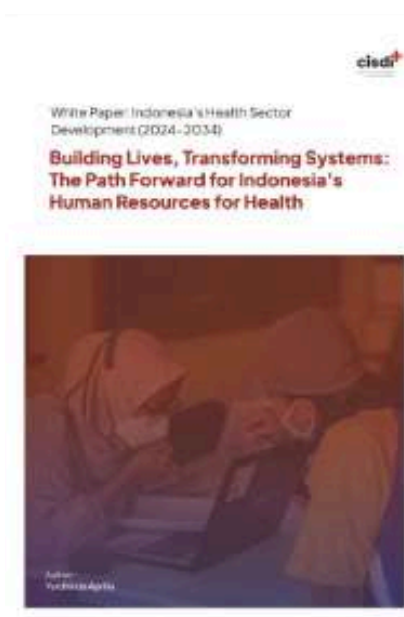 cisdi
White Paper: Indonesia's Health Sector
Development (2024-2034)
Building Lives, Transforming Systems:
The Path Forward for Indonesia's
Human Resources for Health
Author: